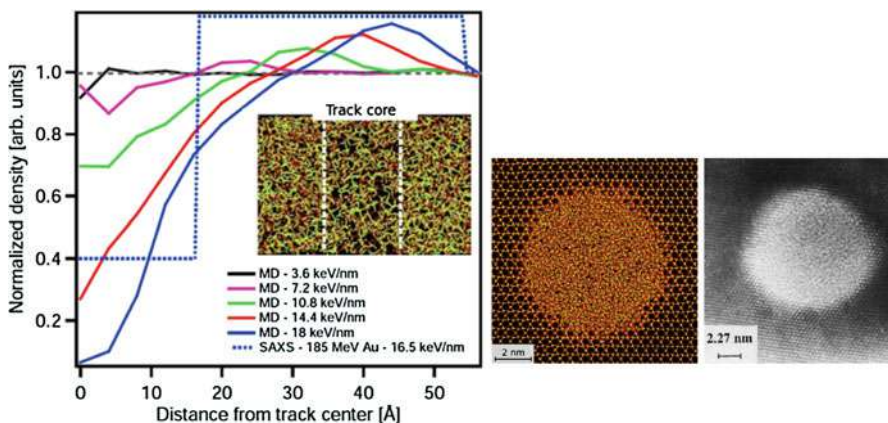 Normalized density [arb. units]
1.0
0.8
0.6
0.4
0.2
0
10
20
30
40
50
Distance from track center [Å]
Track core
MD - 3.6 keV/nm
MD - 7.2 keV/nm
MD - 10.8 keV/nm
MD - 14.4 keV/nm
MD - 18 keV/nm
SAXS - 185 MeV Au - 16.5 keV/nm
2 nm
2.27 nm